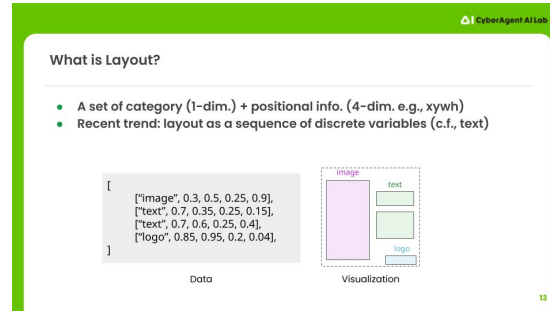 CyberAgent AI Lab
What is Layout?
● A set of category (1-dim.) + positional info. (4-dim. e.g., xywh)
● Recent trend: layout as a sequence of discrete variables (c.f., text)
[
["image", 0.3, 0.5, 0.25, 0.9],
["text", 0.7, 0.35, 0.25, 0.15],
["text", 0.7, 0.6, 0.25, 0.4],
["logo", 0.85, 0.95, 0.2, 0.04],
]
Data
image
text
logo
Visualization
13